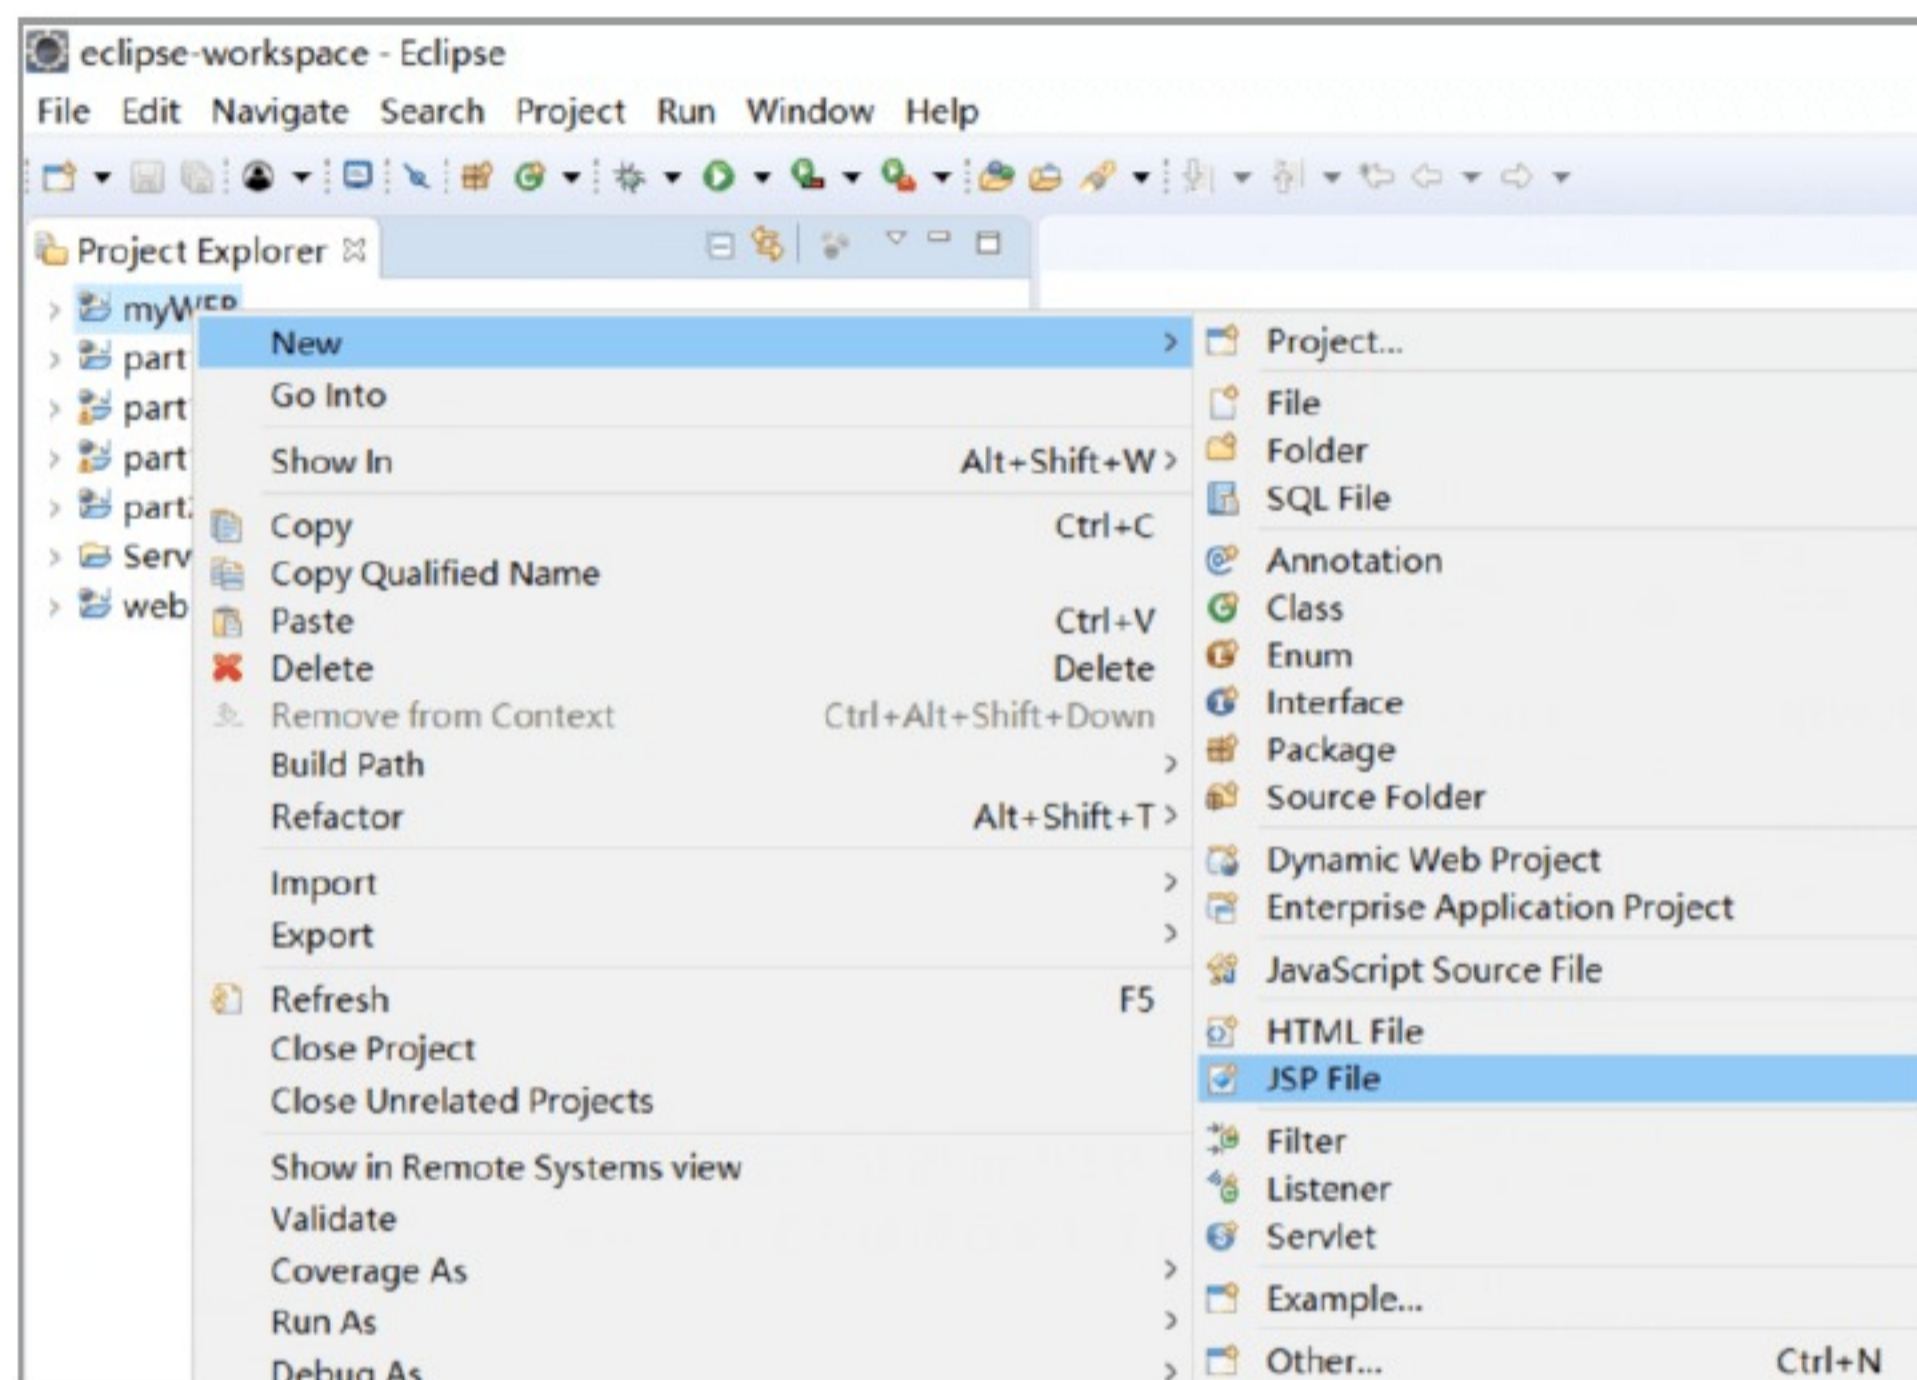 eclipse-workspace - Eclipse
File Edit Navigate Search Project Run Window Help
Project Explorer
myWEB
part
part
part
part
Serv
web
New
Go Into
Show In Alt+Shift+W
Copy Ctrl+C
Copy Qualified Name
Paste Ctrl+V
Delete Delete
Remove from Context Ctrl+Alt+Shift+Down
Build Path
Refactor Alt+Shift+T
Import
Export
Refresh F5
Close Project
Close Unrelated Projects
Show in Remote Systems view
Validate
Coverage As
Run As
Debug As
Project...
File
Folder
SQL File
Annotation
Class
Enum
Interface
Package
Source Folder
Dynamic Web Project
Enterprise Application Project
JavaScript Source File
HTML File
JSP File
Filter
Listener
Servlet
Example...
Other... Ctrl+N